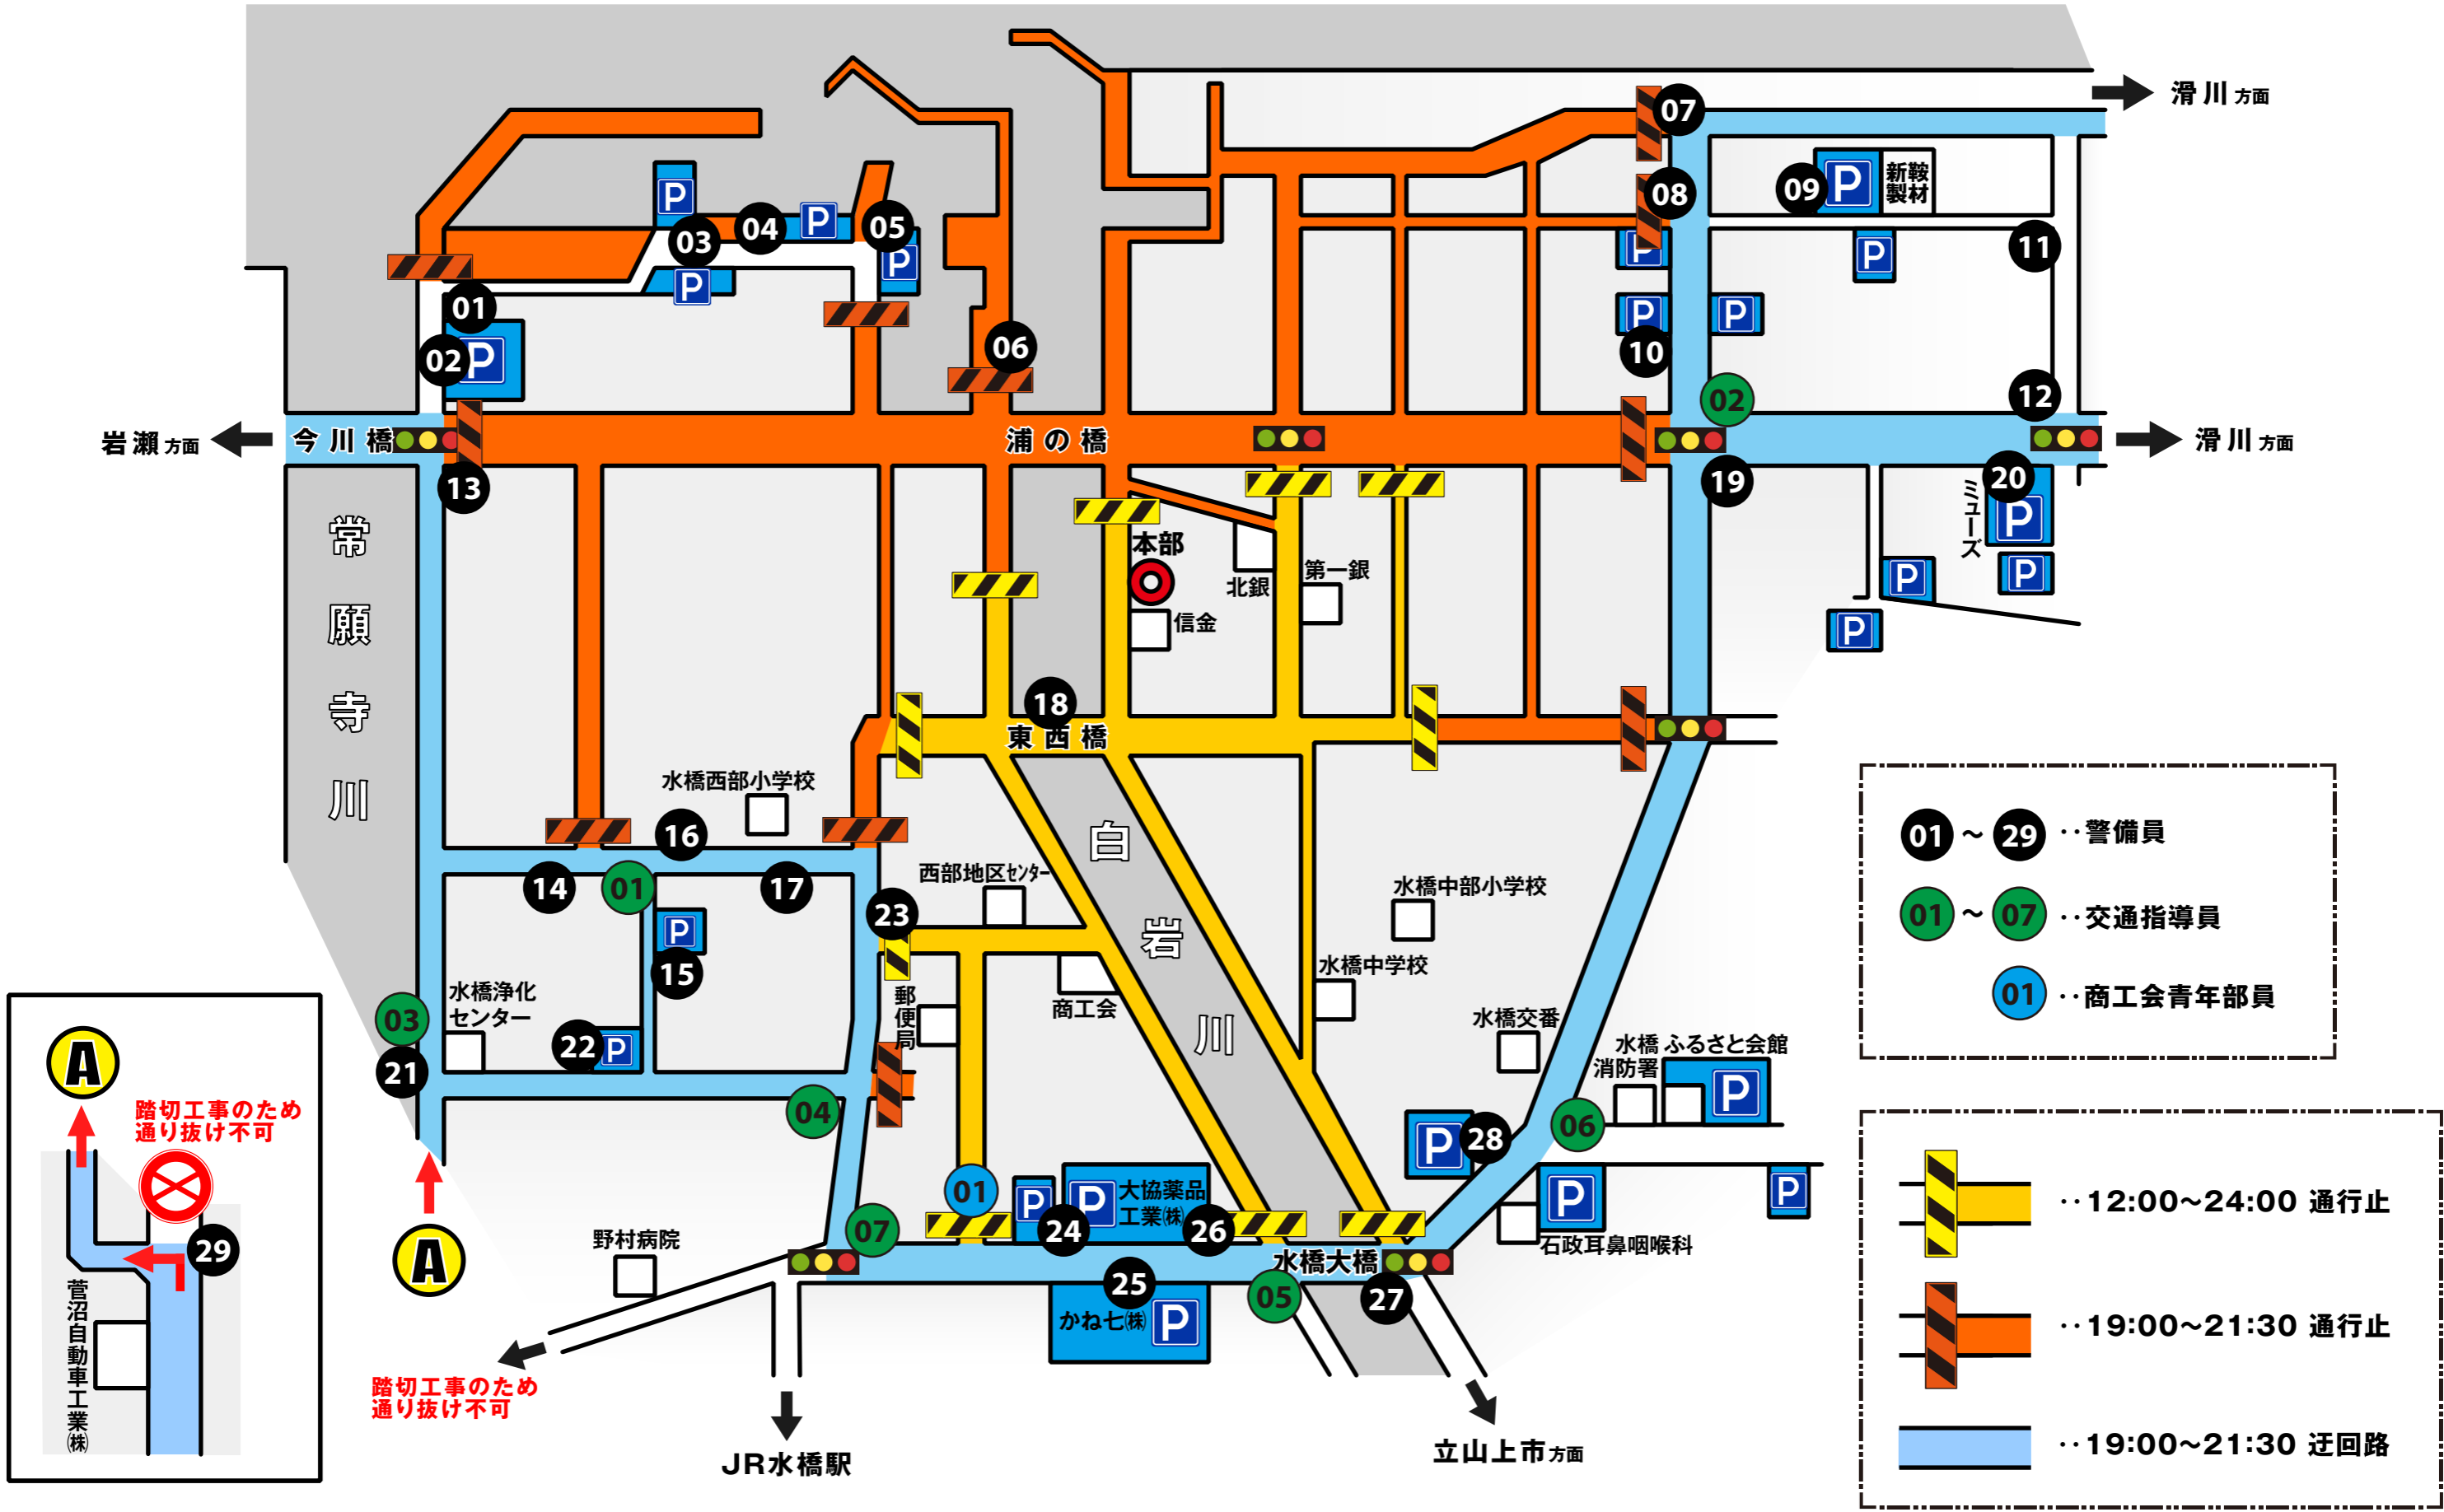 滑川方面
07
08
09
P
新鞍
製材
P
03
04
P
05
P
P
P
P
11
01
02
P
06
P
10
P
02
12
岩瀬方面
今川橋
浦の橋
滑川方面
13
19
20
ミューズ
P
P
P
P
常願寺川
本部
北銀
第一銀
信金
18
東西橋
水橋西部小学校
16
14
01
17
P
15
白岩川
西部地区センター
23
水橋中部小学校
商工会
水橋中学校
郵便局
水橋浄化
センター
03
21
22
P
04
水橋交番
水橋
消防署
ふるさと会館
P
06
P
28
01
P
24
P
大協薬品
工業㈱
26
07
P
P
石政耳鼻咽喉科
野村病院
水橋大橋
25
05
27
かね七㈱
P
A
踏切工事のため
通り抜け不可
JR水橋駅
立山上市方面
A
踏切工事のため
通り抜け不可
29
菅沼自動車工業㈱
01～29‥警備員
01～07‥交通指導員
01‥商工会青年部員
‥12:00～24:00 通行止
‥19:00～21:30 通行止
‥19:00～21:30 迂回路